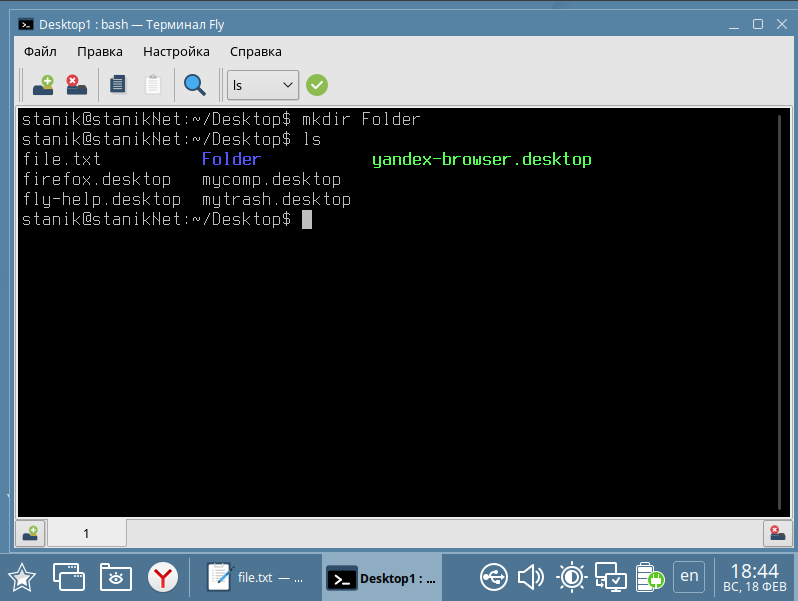 Desktop1 : bash — Терминал Fly
Файл Правка Настройка Справка
ls
stanik@stanikNet:~/Desktop$ mkdir Folder
stanik@stanikNet:~/Desktop$ ls
file.txt Folder yandex-browser.desktop
firefox.desktop mycomp.desktop
fly-help.desktop mytrash.desktop
stanik@stanikNet:~/Desktop$
1
file.txt — ...
Desktop1 : ...
en
18:44
ВС, 18 ФЕВ